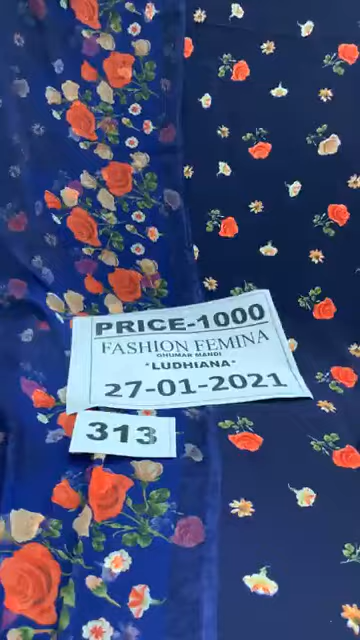 PRICE-1000
FASHION FEMINA
GHUMAR MANDI
*LUDHIANA*
27-01-2021
313